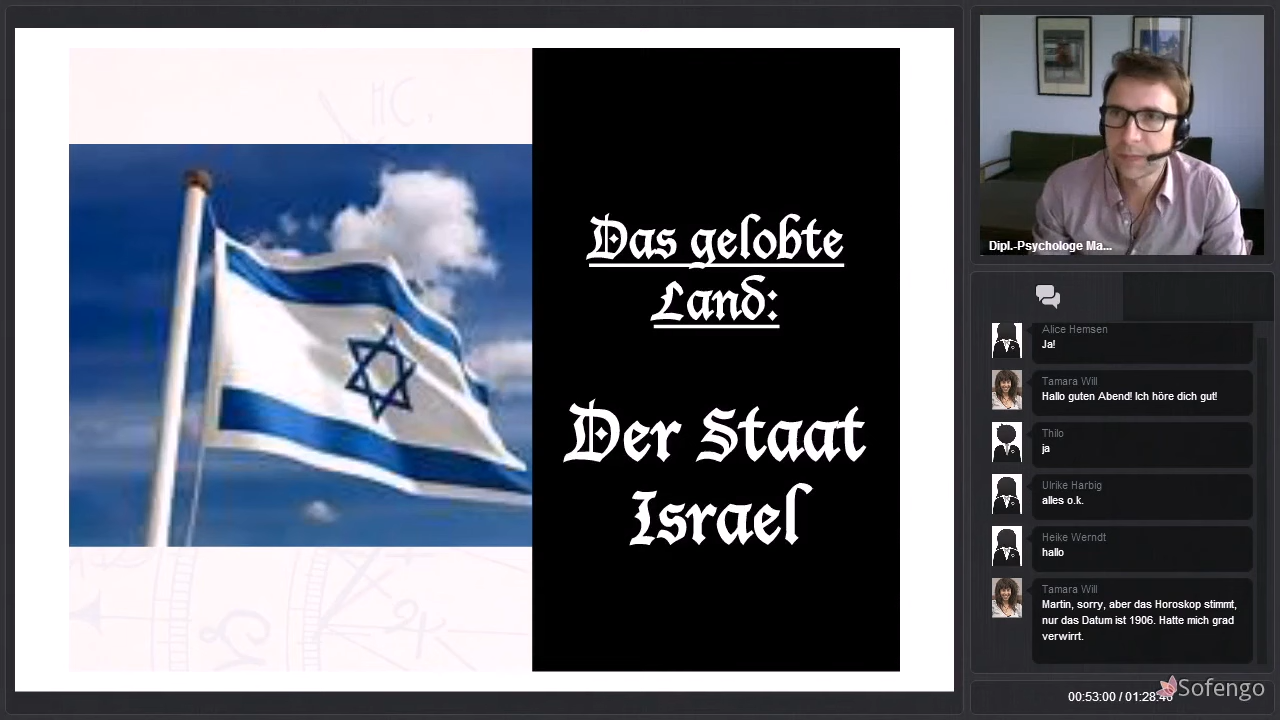 HC.
Das gelobte
Land:
Der Staat
Israel
Dipl.-Psychologe Ma...
Alice Hemsen
Ja!
Tamara Will
Hallo guten Abend! Ich höre dich gut!
Thilo
ja
Ulrike Harbig
alles o.k.
Heike Werndt
hallo
Tamara Will
Martin, sorry, aber das Horoskop stimmt,
nur das Datum ist 1906. Hatte mich grad
verwirrt.
00:53:00 / 01:28:46
Sofengo